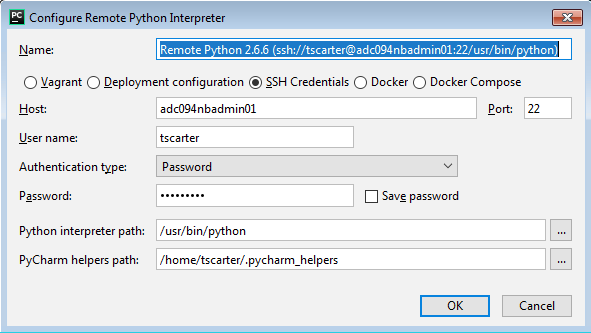 PC Configure Remote Python Interpreter
Name: Remote Python 2.6.6 (ssh://tscarter@adc094nbadmin01:22/usr/bin/python)
Vagrant Deployment configuration SSH Credentials Docker Docker Compose
Host: adc094nbadmin01 Port: 22
User name: tscarter
Authentication type: Password
Password: ••••••••• Save password
Python interpreter path: /usr/bin/python ...
PyCharm helpers path: /home/tscarter/.pycharm_helpers ...
OK Cancel